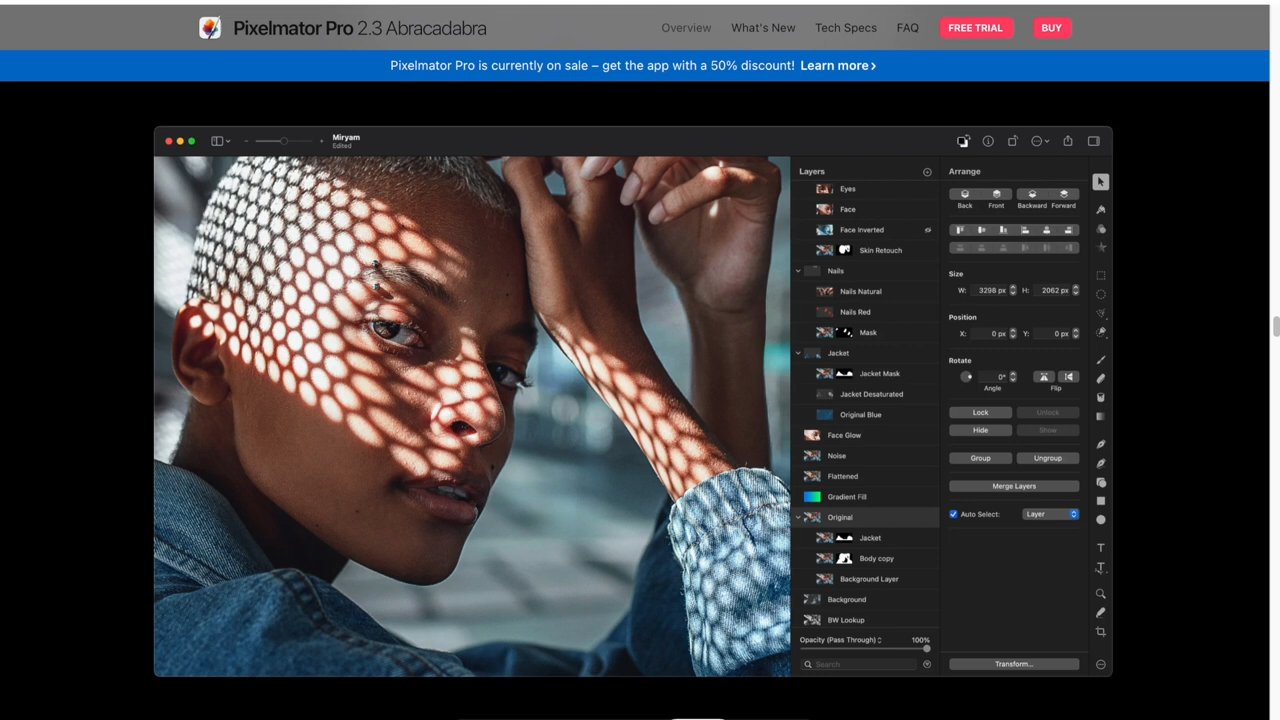 Pixelmator Pro 2.3 Abracadabra
Overview What's New Tech Specs FAQ FREE TRIAL BUY
Pixelmator Pro is currently on sale – get the app with a 50% discount! Learn more ›
Miryam
Edited
Layers
Eyes
Face
Face Inverted
Skin Retouch
Nails
Nails Natural
Nails Red
Mask
Jacket
Jacket Mask
Jacket Desaturated
Original Blue
Face Glow
Noise
Flattened
Gradient Fill
Original
Jacket
Body copy
Background Layer
Background
BW Lookup
Opacity (Pass Through) 100%
Search
Arrange
Back Front Backward Forward
Size
W: 3298 px H: 2062 px
Position
X: 0 px Y: 0 px
Rotate
0°
Angle Flip
Lock Unlock
Hide Show
Group Ungroup
Merge Layers
Auto Select: Layer
Transform...